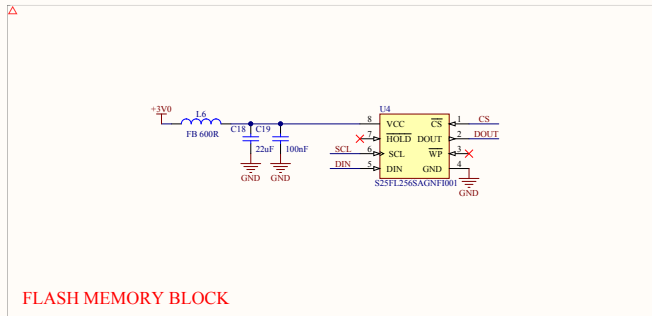 U4
+3V0
L6
FB 600R
C18
C19
22uF
100nF
GND
GND
8
VCC
CS
1
CS
7
HOLD
DOUT
2
DOUT
SCL
6
SCL
WP
3
DIN
5
DIN
GND
4
S25FL256SAGNFI001
GND
FLASH MEMORY BLOCK